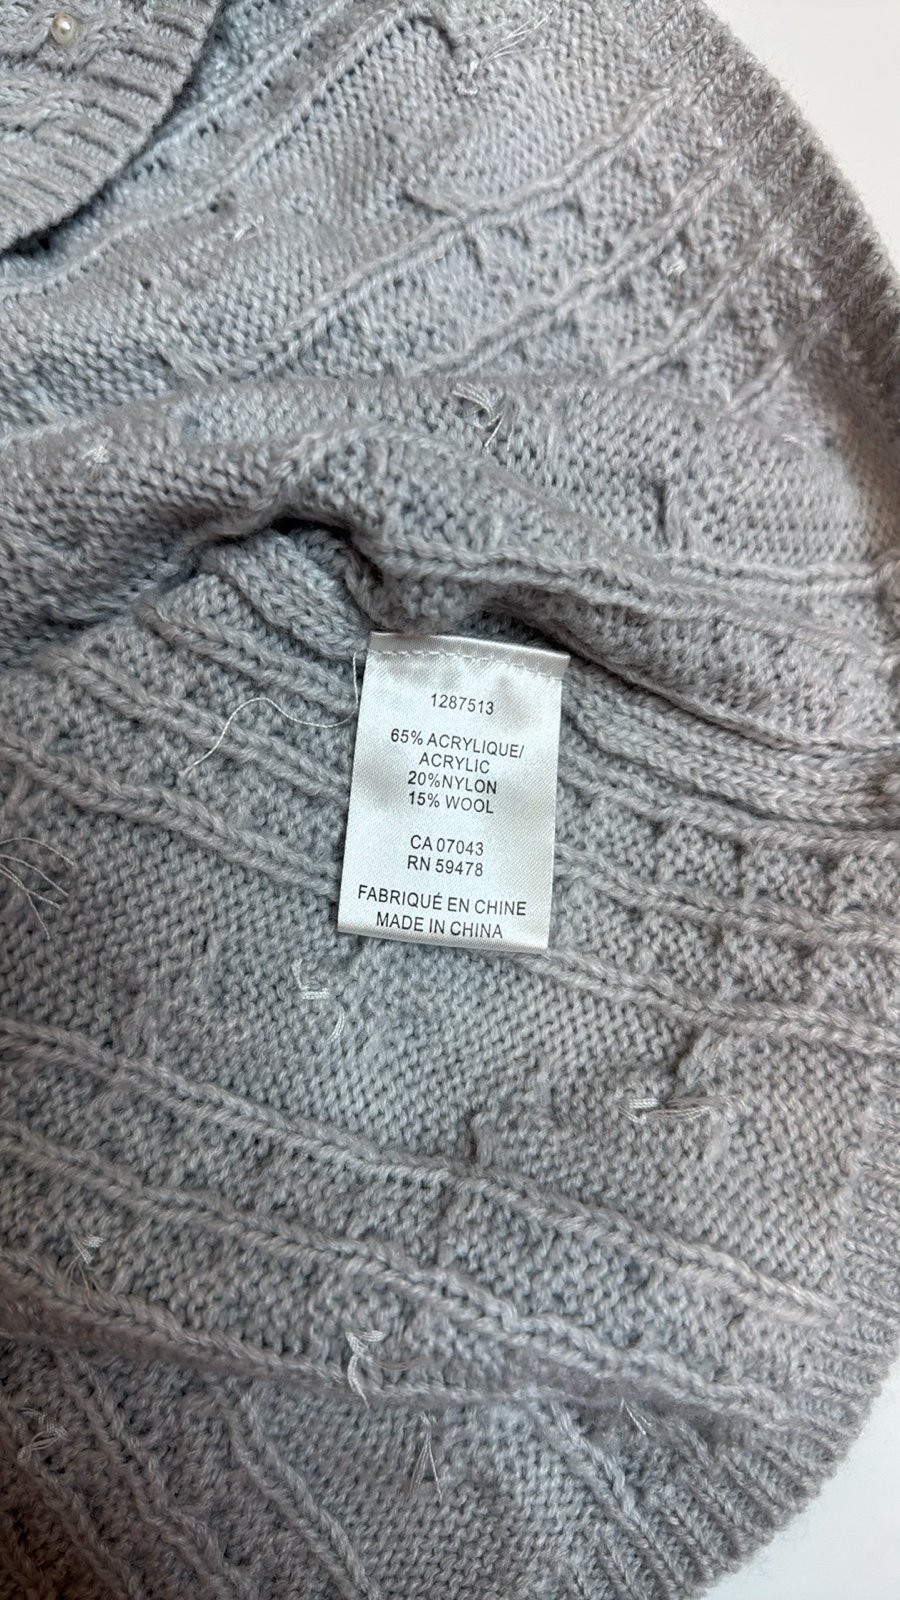 1287513
65% ACRYLIQUE/
ACRYLIC
20%NYLON
15% WOOL
CA 07043
RN 59478
FABRIQUÉ EN CHINE
MADE IN CHINA